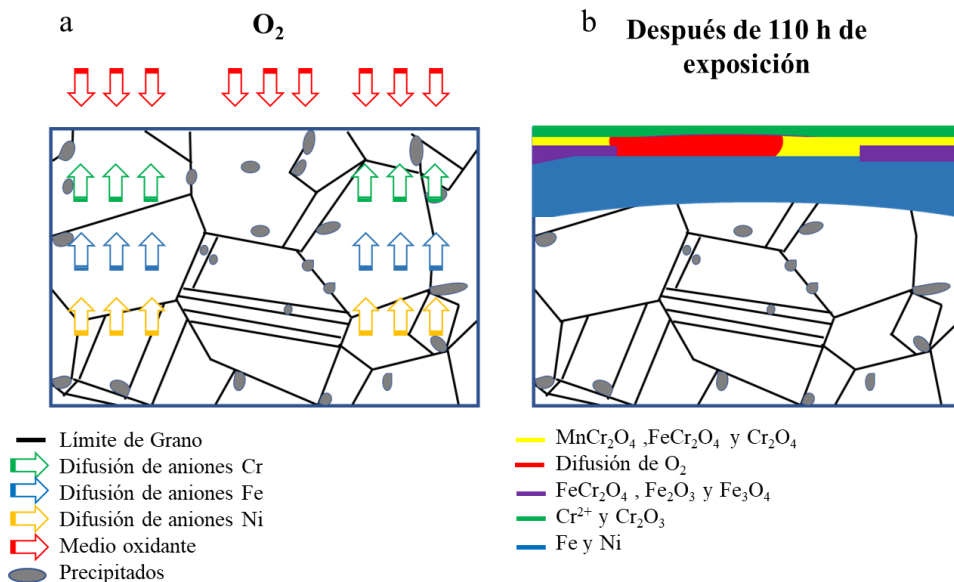 a
O₂
b
Después de 110 h de
exposición
Límite de Grano
Difusión de aniones Cr
Difusión de aniones Fe
Difusión de aniones Ni
Medio oxidante
Precipitados
MnCr₂O₄ ,FeCr₂O₄ y Cr₂O₄
Difusión de O₂
FeCr₂O₄ , Fe₂O₃ y Fe₃O₄
Cr²⁺ y Cr₂O₃
Fe y Ni